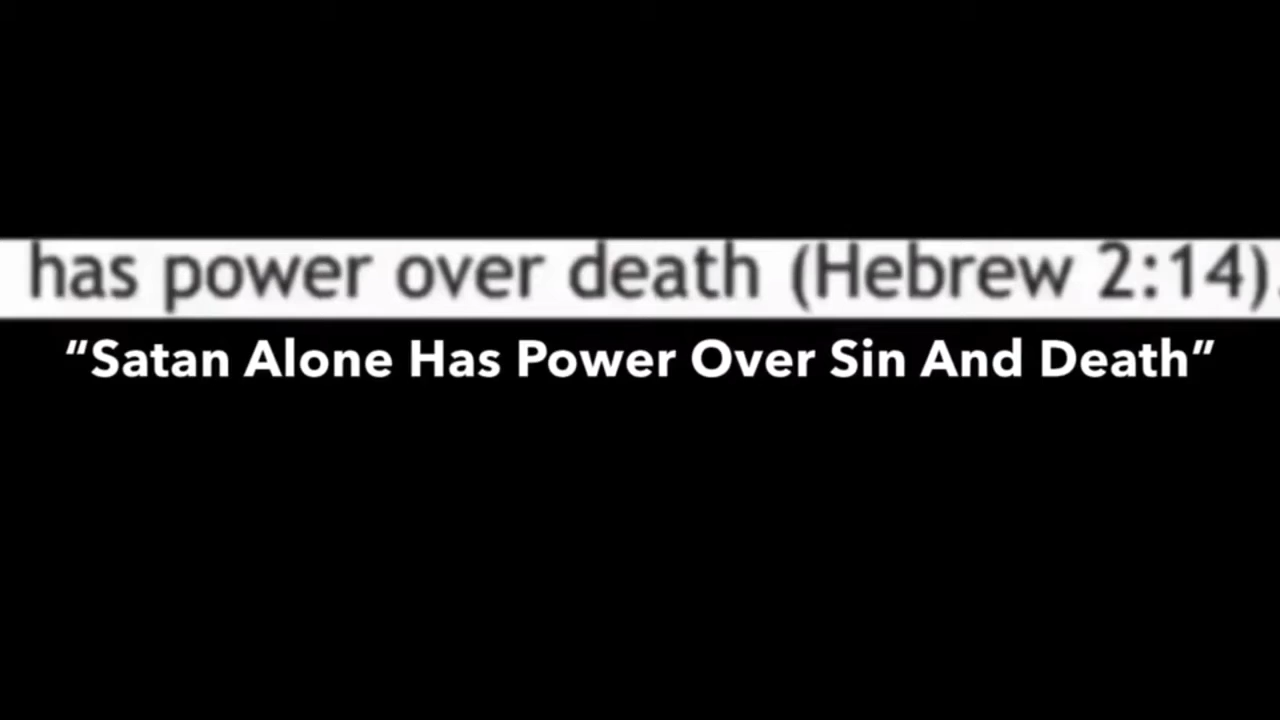 has power over death (Hebrew 2:14).
“Satan Alone Has Power Over Sin And Death”